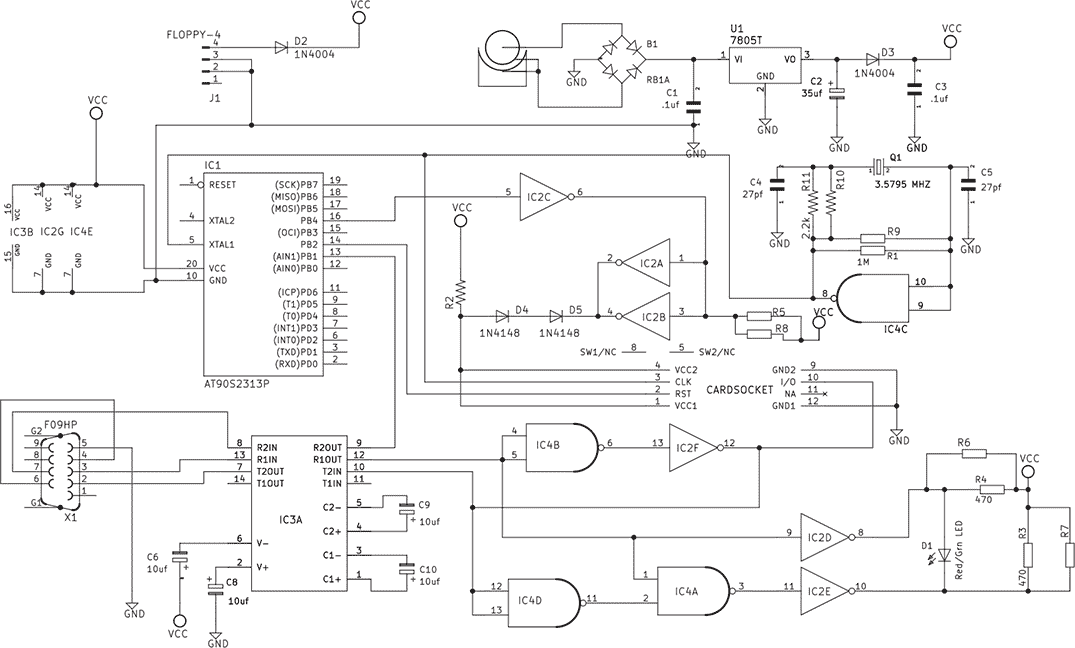 VCC
FLOPPY-4
4
3
2
1
J1
D2
1N4004
B1
RB1A
GND
C1
.1uf
GND
U1
7805T
1
VI
VO
3
GND
2
GND
C2
35uf
GND
D3
1N4004
VCC
C3
.1uf
GND
VCC
16
VCC
14
VCC
14
VCC
IC3B
IC2G
IC4E
15
GND
7
GND
7
GND
IC1
1
RESET
4
XTAL2
5
XTAL1
20
VCC
10
GND
(SCK)PB7
19
(MISO)PB6
18
(MOSI)PB5
17
PB4
16
(OCI)PB3
15
PB2
14
(AIN1)PB1
13
(AIN0)PB0
12
(ICP)PD6
11
(T1)PD5
9
(T0)PD4
8
(INT1)PD3
7
(INT0)PD2
6
(TXD)PD1
3
(RXD)PD0
2
AT90S2313P
5
IC2C
6
VCC
R2
D4
1N4148
D5
1N4148
2
IC2A
1
4
IC2B
3
R5
R8
VCC
C4
27pf
2
1
GND
R11
2.2k
R10
Q1
1
2
3.5795 MHZ
C5
27pf
2
1
GND
R9
R1
1M
8
10
9
IC4C
SW1/NC
8
5
SW2/NC
4
VCC2
3
CLK
2
RST
1
VCC1
CARDSOCKET
GND2
9
I/O
10
NA
11
GND1
12
GND
F09HP
G2
9
8
7
6
G1
5
4
3
2
1
X1
GND
8
R2IN
13
R1IN
7
T2OUT
14
T1OUT
R2OUT
9
R1OUT
12
T2IN
10
T1IN
11
IC3A
C2-
5
C2+
4
C1-
3
C1+
1
6
V-
2
V+
C9
10uf
C10
10uf
C6
10uf
VCC
C8
10uf
GND
4
5
IC4B
6
13
IC2F
12
12
13
IC4D
11
1
2
IC4A
3
9
IC2D
8
11
IC2E
10
R6
R4
470
VCC
D1
Red/Grn LED
R3
470
R7